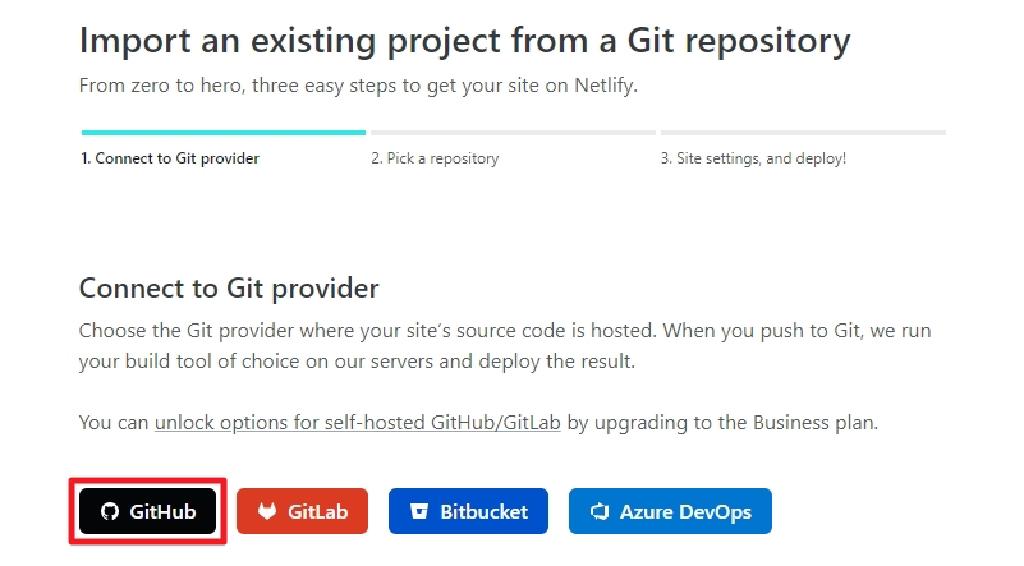 Import an existing project from a Git repository
From zero to hero, three easy steps to get your site on Netlify.
1. Connect to Git provider
2. Pick a repository
3. Site settings, and deploy!
Connect to Git provider
Choose the Git provider where your site's source code is hosted. When you push to Git, we run
your build tool of choice on our servers and deploy the result.
You can unlock options for self-hosted GitHub/GitLab by upgrading to the Business plan.
GitHub
GitLab
Bitbucket
Azure DevOps